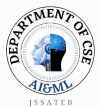 DEPARTMENT OF CSE
AI&ML
JSSATEB